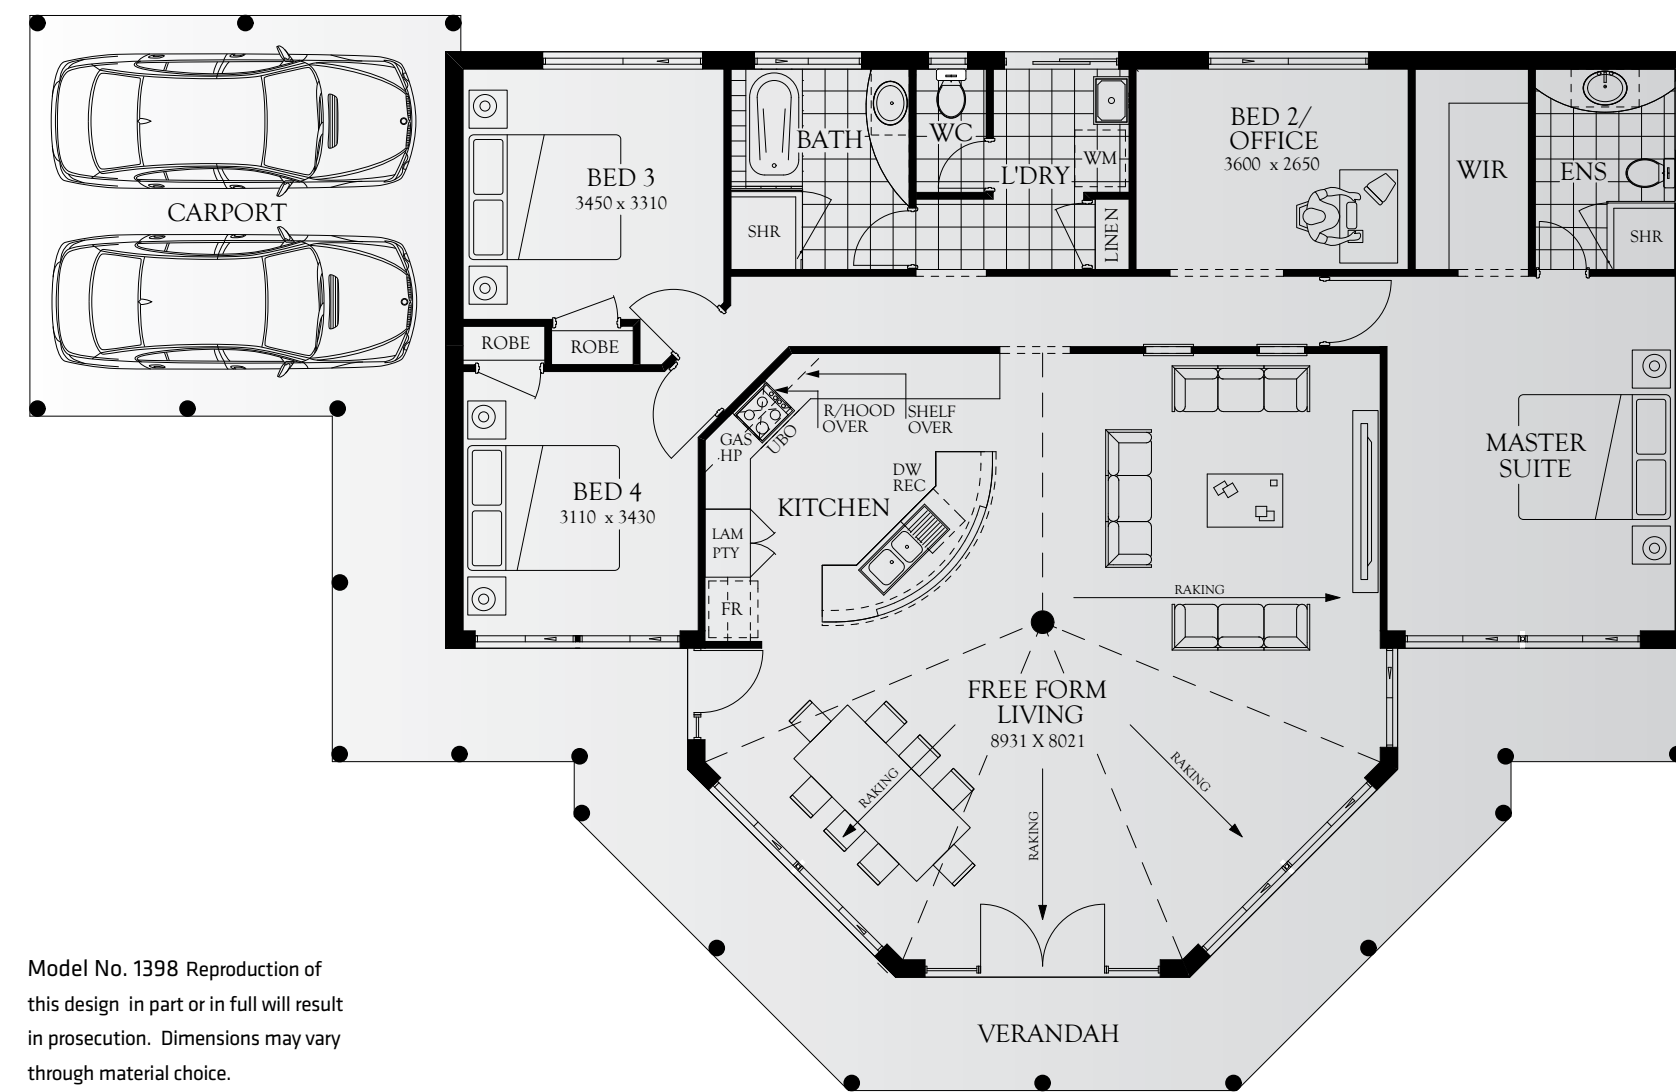 CARPORT
BED 3
3450 x 3310
BATH
SHR
WC
L'DRY
WM
LINEN
BED 2/
OFFICE
3600 x 2650
WIR
ENS
SHR
ROBE
ROBE
R/HOOD
OVER
SHELF
OVER
GAS
HP
UBO
BED 4
3110 x 3430
LAM
PTY
FR
KITCHEN
DW
REC
MASTER
SUITE
RAKING
FREE FORM
LIVING
8931 X 8021
RAKING
RAKING
RAKING
VERANDAH
Model No. 1398 Reproduction of
this design in part or in full will result
in prosecution. Dimensions may vary
through material choice.